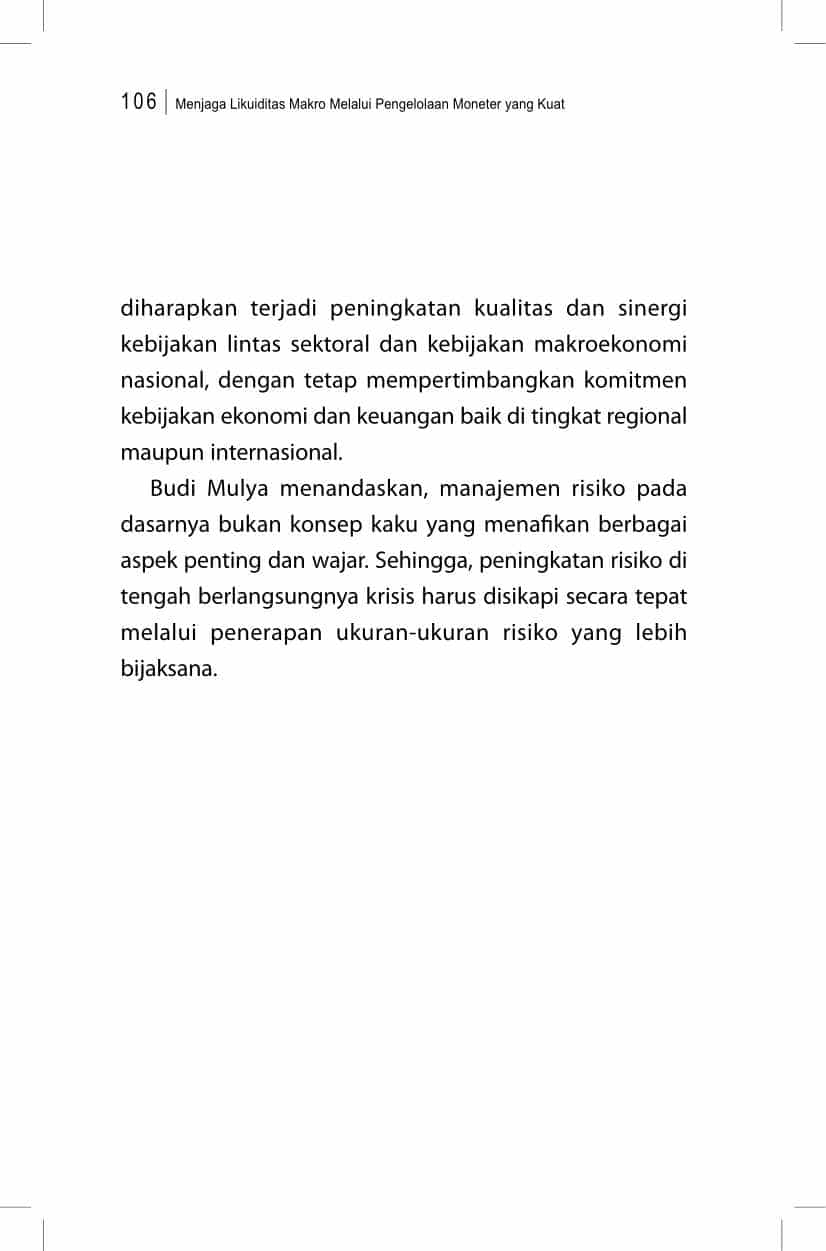 106 | Menjaga Likuiditas Makro Melalui Pengelolaan Moneter yang Kuat
diharapkan terjadi peningkatan kualitas dan sinergi
kebijakan lintas sektoral dan kebijakan makroekonomi
nasional, dengan tetap mempertimbangkan komitmen
kebijakan ekonomi dan keuangan baik di tingkat regional
maupun internasional.
Budi Mulya menandaskan, manajemen risiko pada
dasarnya bukan konsep kaku yang menafikan berbagai
aspek penting dan wajar. Sehingga, peningkatan risiko di
tengah berlangsungnya krisis harus disikapi secara tepat
melalui penerapan ukuran-ukuran risiko yang lebih
bijaksana.